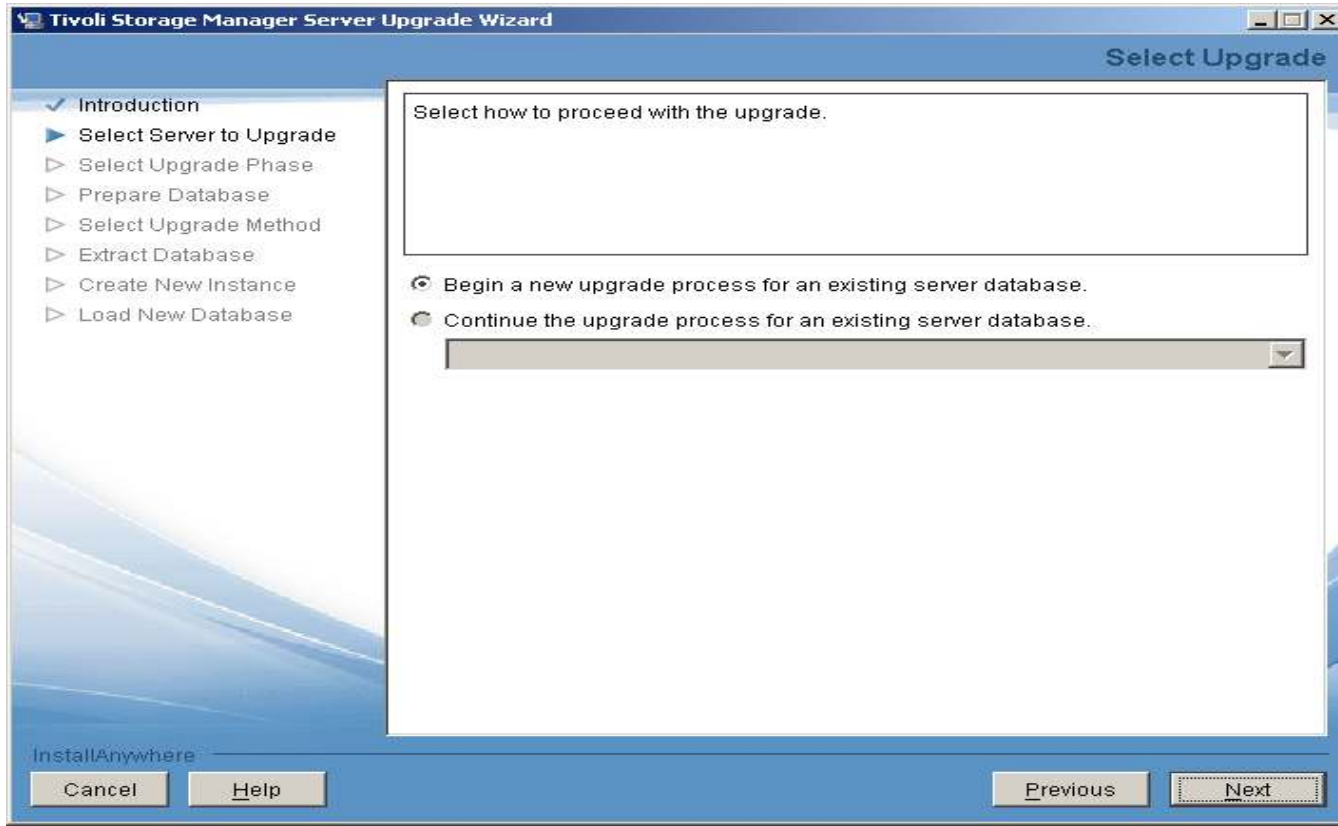 Tivoli Storage Manager Server Upgrade Wizard
Select Upgrade
Introduction
Select Server to Upgrade
Select Upgrade Phase
Prepare Database
Select Upgrade Method
Extract Database
Create New Instance
Load New Database
Select how to proceed with the upgrade.
Begin a new upgrade process for an existing server database.
Continue the upgrade process for an existing server database.
InstallAnywhere
Cancel
Help
Previous
Next